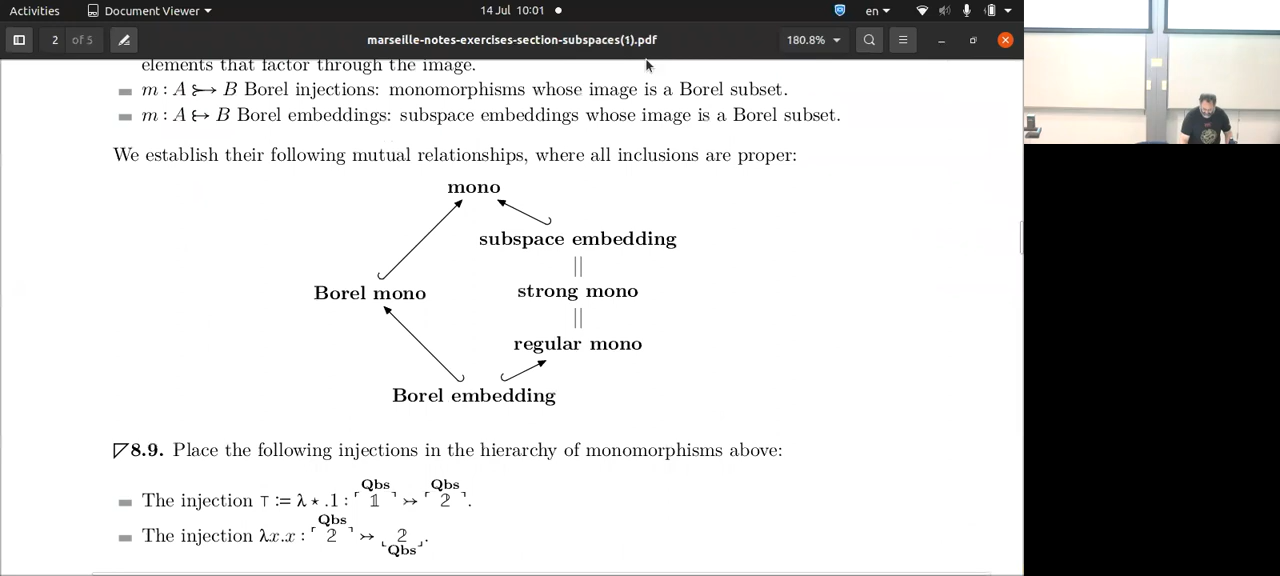 Activities Document Viewer 14 Jul 10:01 en
2 of 5 marseille-notes-exercises-section-subspaces(1).pdf 180.8%
elements that factor through the image.
m : A ⤚→ B Borel injections: monomorphisms whose image is a Borel subset.
m : A ↔ B Borel embeddings: subspace embeddings whose image is a Borel subset.
We establish their following mutual relationships, where all inclusions are proper:
mono
subspace embedding
||
Borel mono strong mono
||
regular mono
Borel embedding
8.9. Place the following injections in the hierarchy of monomorphisms above:
The injection ⊤ := λ⋆.1 : ⌜Qbs 𝟙⌝ ↣ ⌜Qbs 2⌝.
The injection λx.x : ⌜Qbs 2⌝ ↣ ⌞2 Qbs⌟.